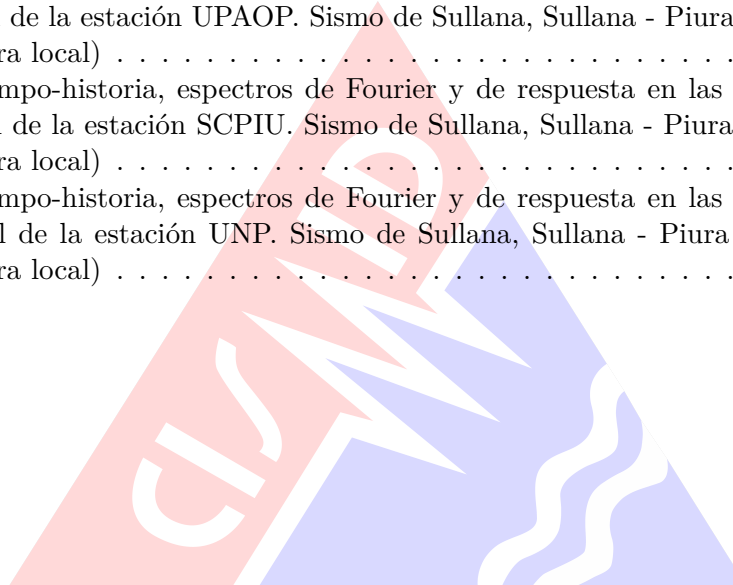 de la estación UPAOP. Sismo de Sullana, Sullana - Piura
ra local) . . . . . . . . . . . . . . . . . . . . . . . . . . . . .
mpo-historia, espectros de Fourier y de respuesta en las
de la estación SCPIU. Sismo de Sullana, Sullana - Piura
ra local) . . . . . . . . . . . . . . . . . . . . . . . . . . . . .
mpo-historia, espectros de Fourier y de respuesta en las
l de la estación UNP. Sismo de Sullana, Sullana - Piura
ra local) . . . . . . . . . . . . . . . . . . . . . . . . . . . . .
CISMID